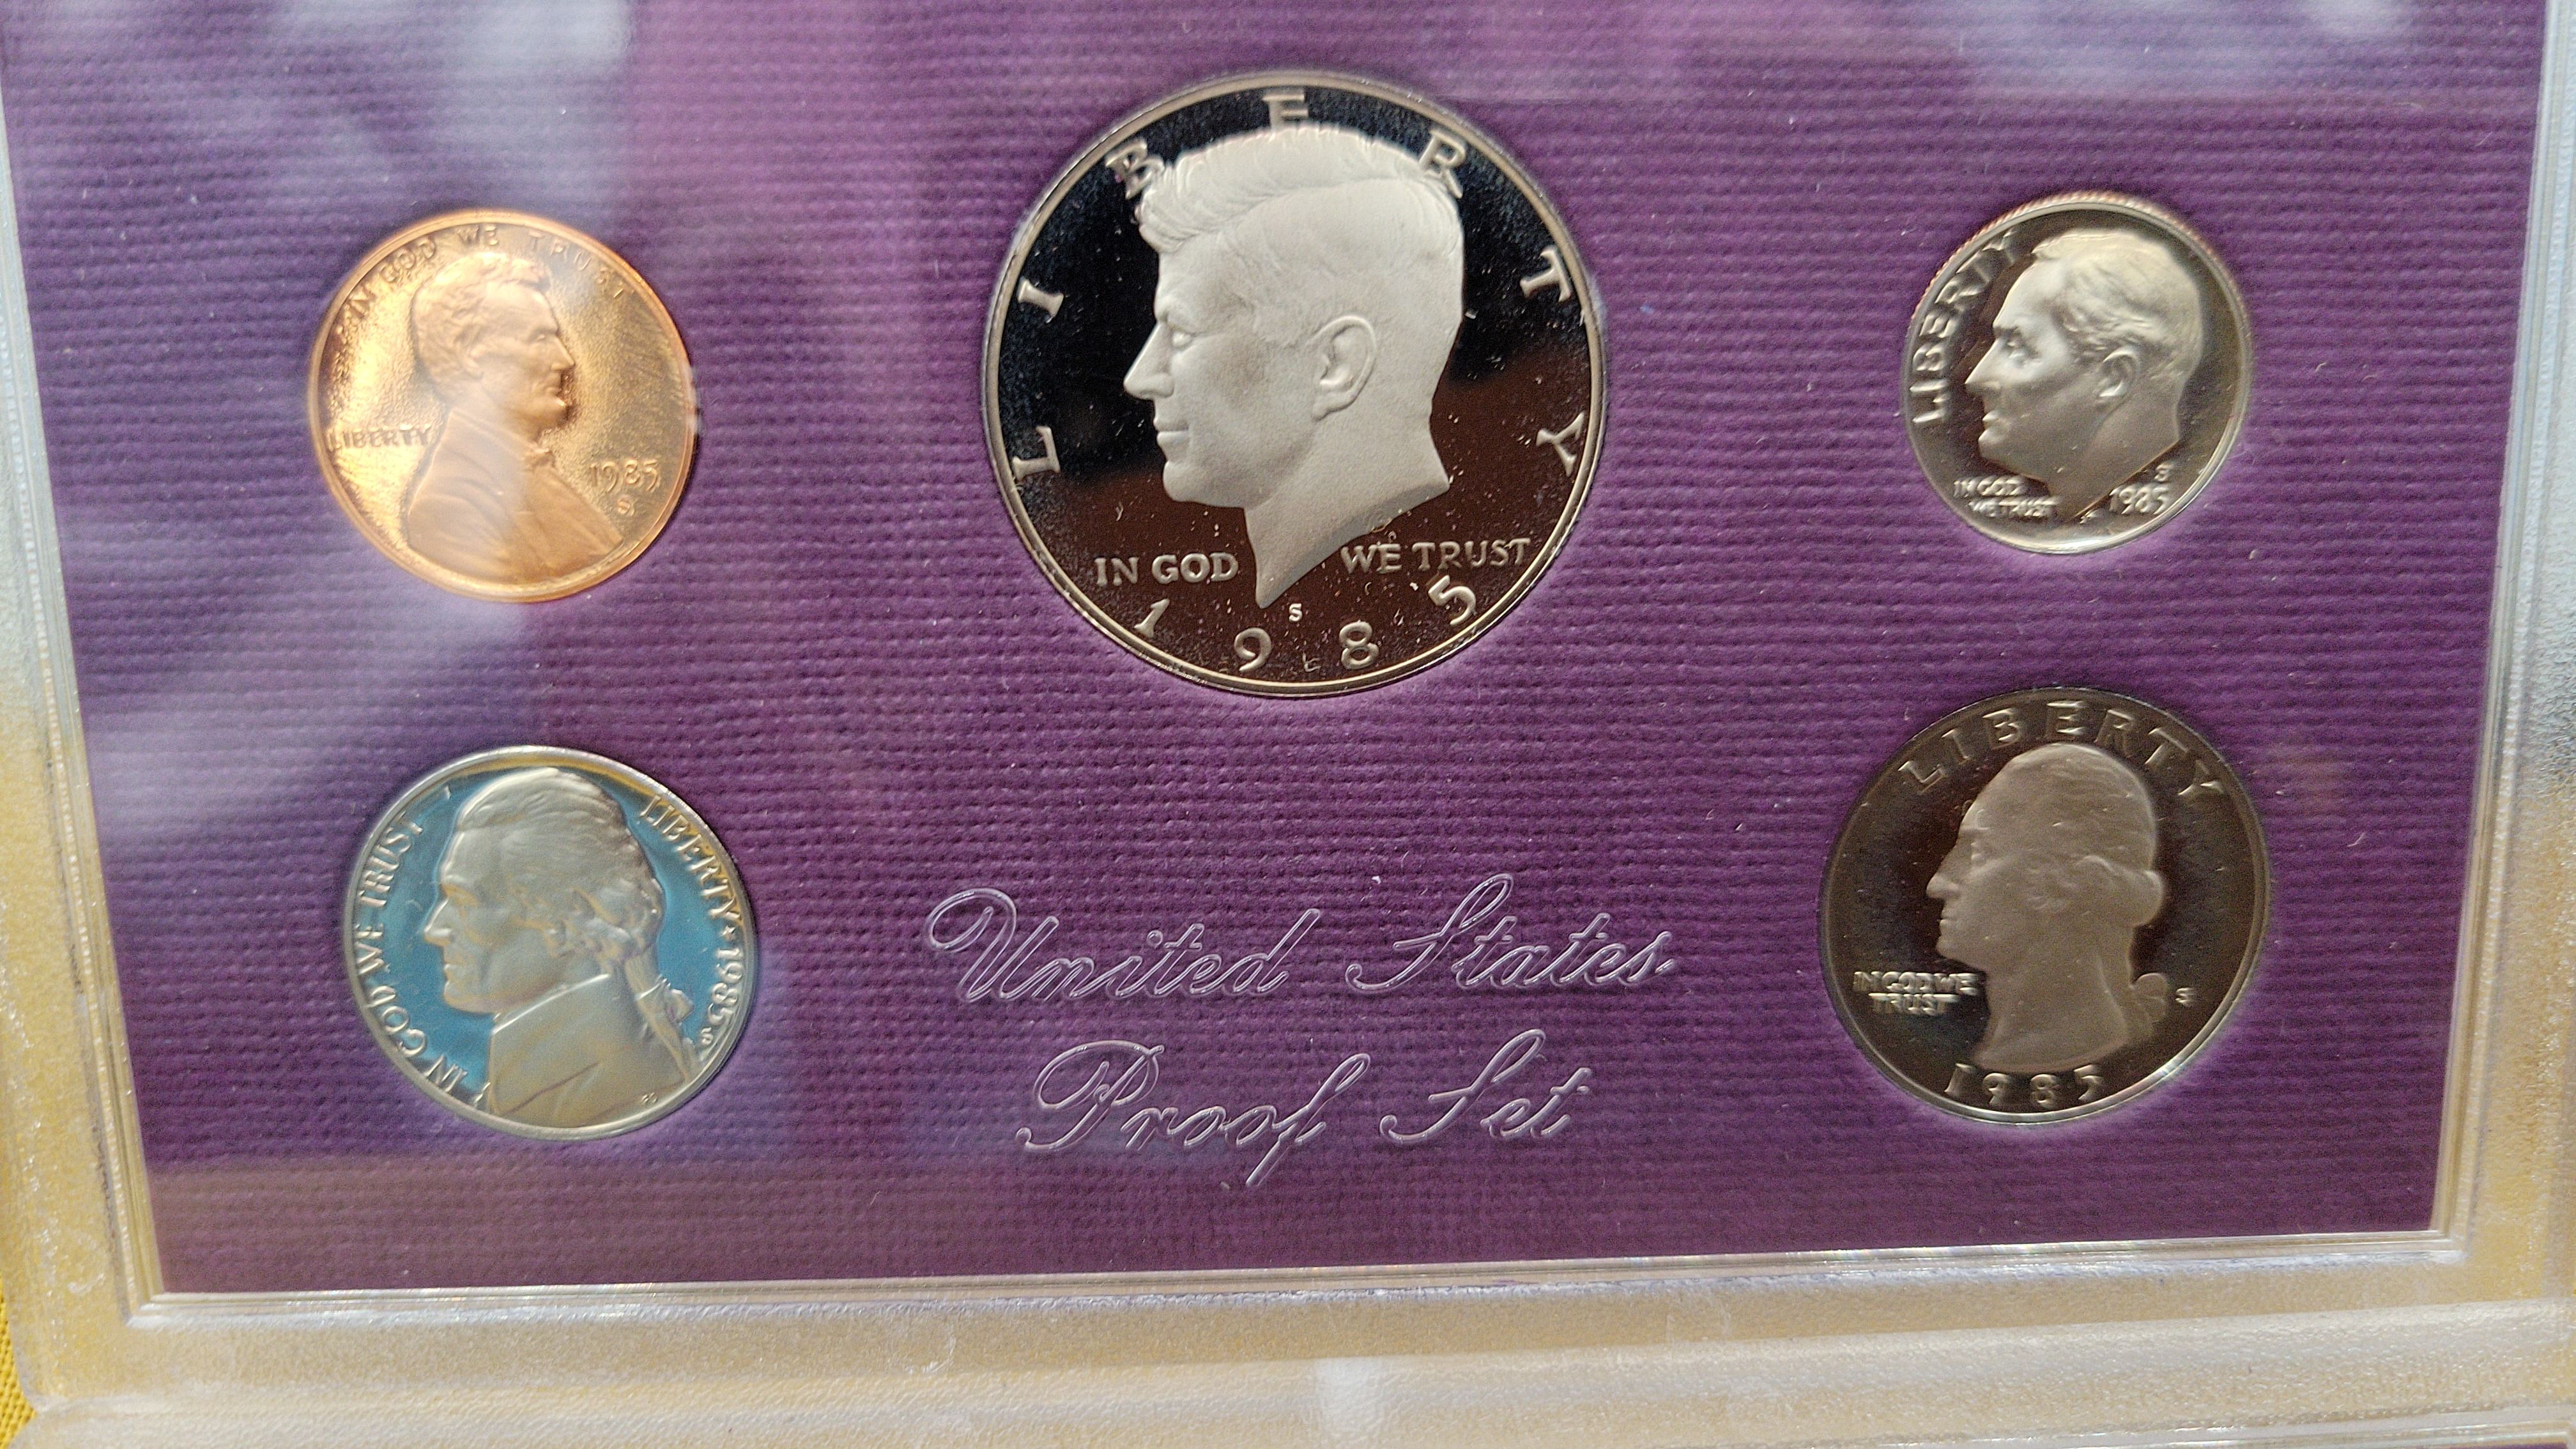 IN GOD WE TRUST
LIBERTY
1985
S
LIBERTY
IN GOD WE TRUST
S
1985
LIBERTY
IN GOD
WE TRUST
S
1985
IN GOD WE TRUST
LIBERTY★1985
S
United States
Proof Set
LIBERTY
IN GOD WE
TRUST
S
1985